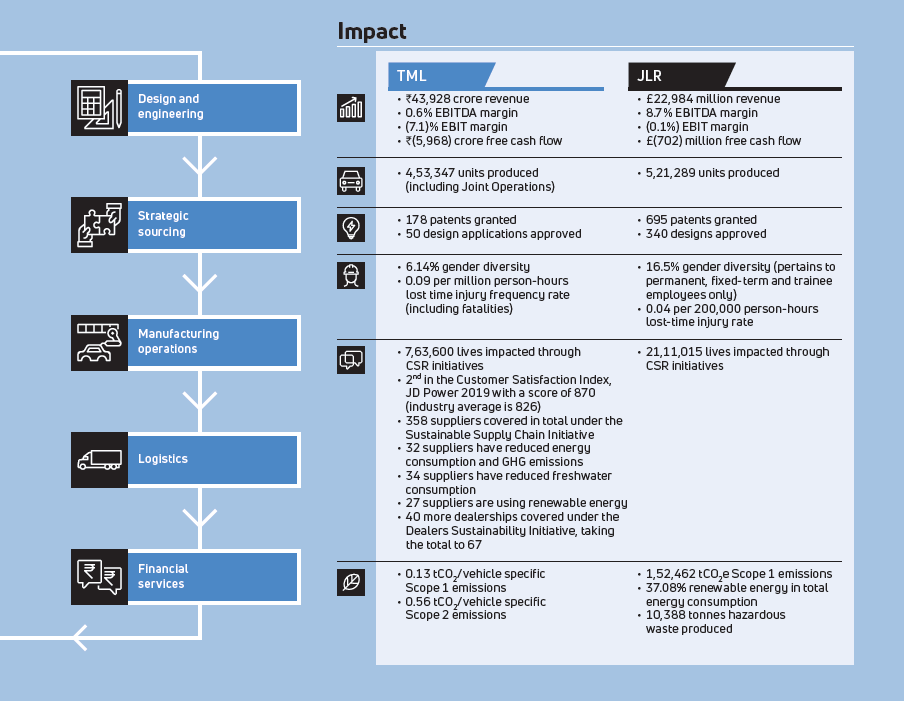 Impact
Design and
engineering
Strategic
sourcing
Manufacturing
operations
Logistics
Financial
services
TML
• ₹43,928 crore revenue
• 0.6% EBITDA margin
• (7.1)% EBIT margin
• ₹(5,968) crore free cash flow
• 4,53,347 units produced
(including Joint Operations)
• 178 patents granted
• 50 design applications approved
• 6.14% gender diversity
• 0.09 per million person-hours
lost time injury frequency rate
(including fatalities)
• 7,63,600 lives impacted through
CSR initiatives
• 2nd in the Customer Satisfaction Index,
JD Power 2019 with a score of 870
(industry average is 826)
• 358 suppliers covered in total under the
Sustainable Supply Chain Initiative
• 32 suppliers have reduced energy
consumption and GHG emissions
• 34 suppliers have reduced freshwater
consumption
• 27 suppliers are using renewable energy
• 40 more dealerships covered under the
Dealers Sustainability Initiative, taking
the total to 67
• 0.13 tCO2/vehicle specific
Scope 1 emissions
• 0.56 tCO2/vehicle specific
Scope 2 emissions
JLR
• £22,984 million revenue
• 8.7% EBITDA margin
• (0.1%) EBIT margin
• £(702) million free cash flow
• 5,21,289 units produced
• 695 patents granted
• 340 designs approved
• 16.5% gender diversity (pertains to
permanent, fixed-term and trainee
employees only)
• 0.04 per 200,000 person-hours
lost-time injury rate
• 21,11,015 lives impacted through
CSR initiatives
• 1,52,462 tCO2e Scope 1 emissions
• 37.08% renewable energy in total
energy consumption
• 10,388 tonnes hazardous
waste produced